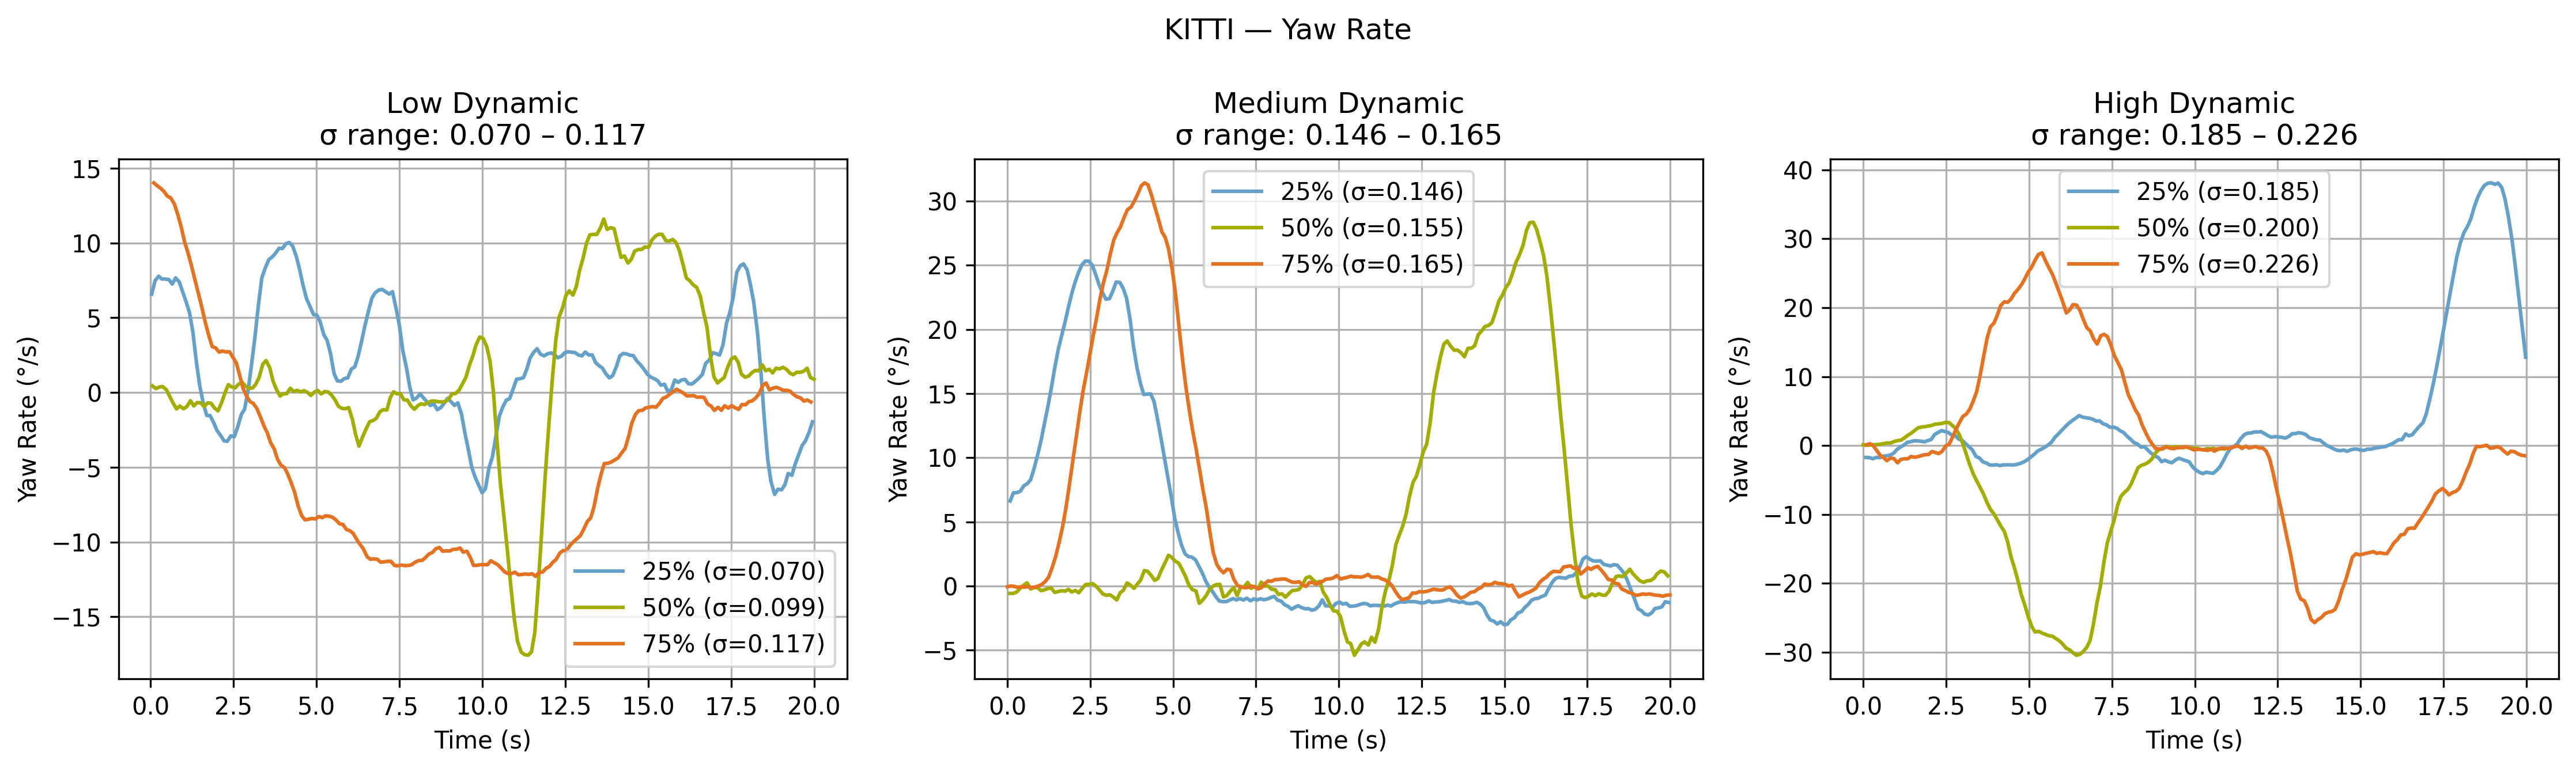 KITTI — Yaw Rate
Low Dynamic
σ range: 0.070 – 0.117
15
10
5
0
−5
−10
−15
Yaw Rate (°/s)
25% (σ=0.070)
50% (σ=0.099)
75% (σ=0.117)
0.0 2.5 5.0 7.5 10.0 12.5 15.0 17.5 20.0
Time (s)
Medium Dynamic
σ range: 0.146 – 0.165
30
25
20
15
10
5
0
−5
Yaw Rate (°/s)
25% (σ=0.146)
50% (σ=0.155)
75% (σ=0.165)
0.0 2.5 5.0 7.5 10.0 12.5 15.0 17.5 20.0
Time (s)
High Dynamic
σ range: 0.185 – 0.226
40
30
20
10
0
−10
−20
−30
Yaw Rate (°/s)
25% (σ=0.185)
50% (σ=0.200)
75% (σ=0.226)
0.0 2.5 5.0 7.5 10.0 12.5 15.0 17.5 20.0
Time (s)